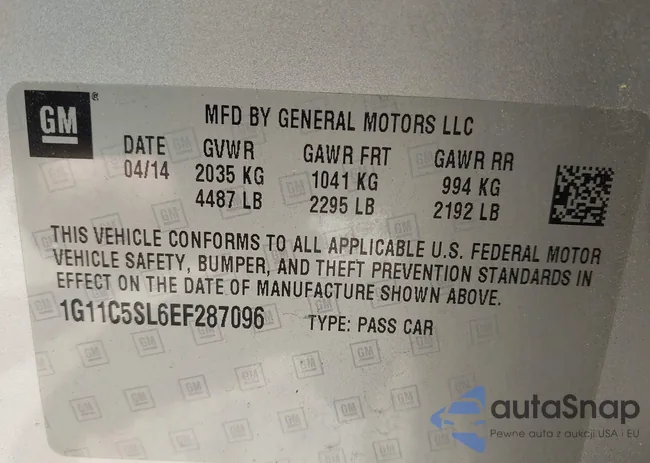 GM®
MFD BY GENERAL MOTORS LLC
DATE GVWR GAWR FRT GAWR RR
04/14 2035 KG 1041 KG 994 KG
4487 LB 2295 LB 2192 LB
THIS VEHICLE CONFORMS TO ALL APPLICABLE U.S. FEDERAL MOTOR
VEHICLE SAFETY, BUMPER, AND THEFT PREVENTION STANDARDS IN
EFFECT ON THE DATE OF MANUFACTURE SHOWN ABOVE.
1G11C5SL6EF287096 TYPE: PASS CAR
autaSnap
Pewne auta z aukcji USA i EU